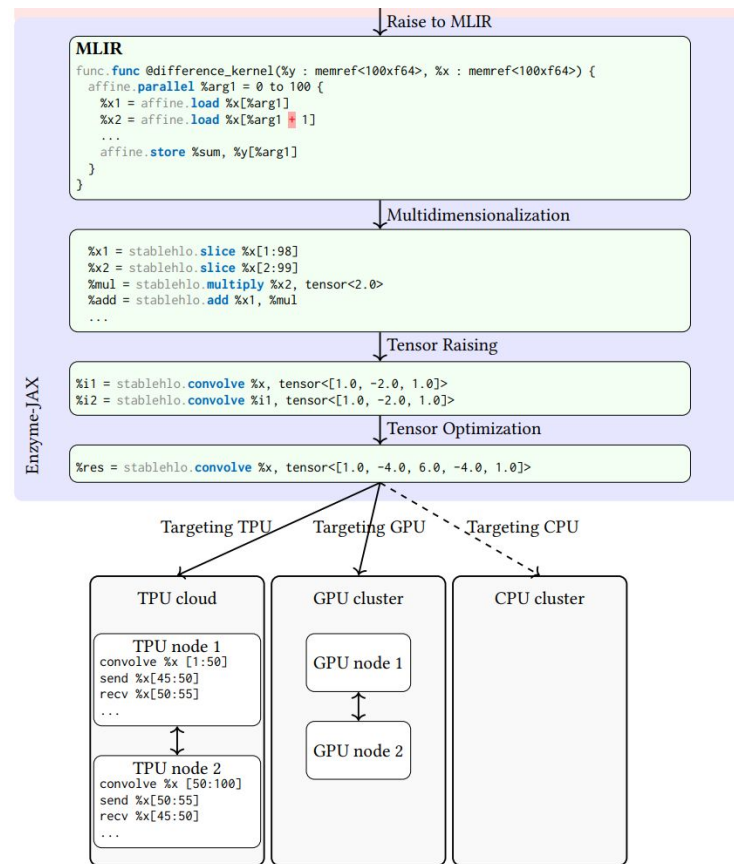 Raise to MLIR
MLIR
func.func @difference_kernel(%y : memref<100xf64>, %x : memref<100xf64>) {
affine.parallel %arg1 = 0 to 100 {
%x1 = affine.load %x[%arg1]
%x2 = affine.load %x[%arg1 + 1]
...
affine.store %sum, %y[%arg1]
}
}
Multidimensionalization
%x1 = stablehlo.slice %x[1:98]
%x2 = stablehlo.slice %x[2:99]
%mul = stablehlo.multiply %x2, tensor<2.0>
%add = stablehlo.add %x1, %mul
...
Tensor Raising
%i1 = stablehlo.convolve %x, tensor<[1.0, -2.0, 1.0]>
%i2 = stablehlo.convolve %i1, tensor<[1.0, -2.0, 1.0]>
Tensor Optimization
%res = stablehlo.convolve %x, tensor<[1.0, -4.0, 6.0, -4.0, 1.0]>
Enzyme-JAX
Targeting TPU
Targeting GPU
Targeting CPU
TPU cloud
TPU node 1
convolve %x [1:50]
send %x[45:50]
recv %x[50:55]
...
TPU node 2
convolve %x [50:100]
send %x[50:55]
recv %x[45:50]
...
GPU cluster
GPU node 1
GPU node 2
CPU cluster